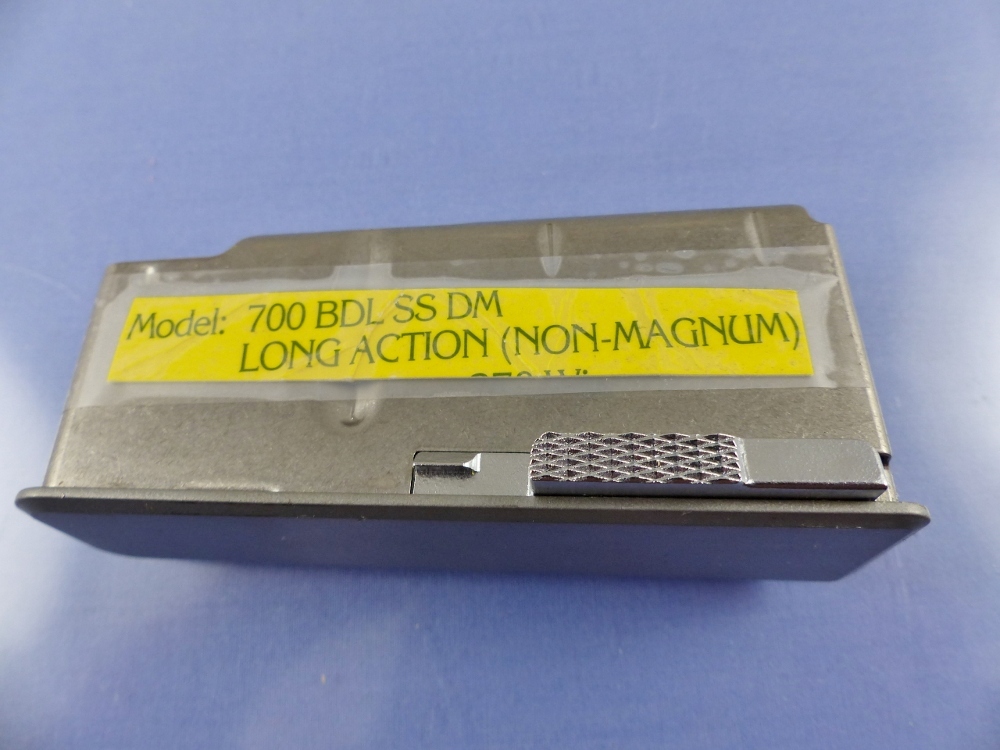 Model: 700 BDL SS DM
LONG ACTION (NON-MAGNUM)